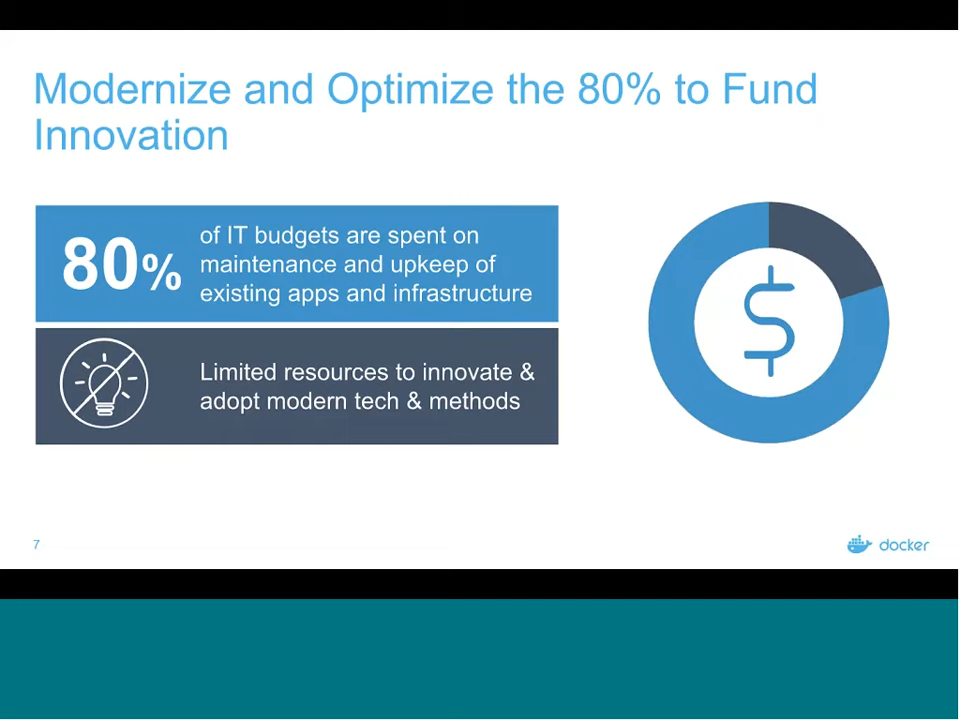 Modernize and Optimize the 80% to Fund
Innovation
80%
of IT budgets are spent on
maintenance and upkeep of
existing apps and infrastructure
Limited resources to innovate &
adopt modern tech & methods
$
7
docker